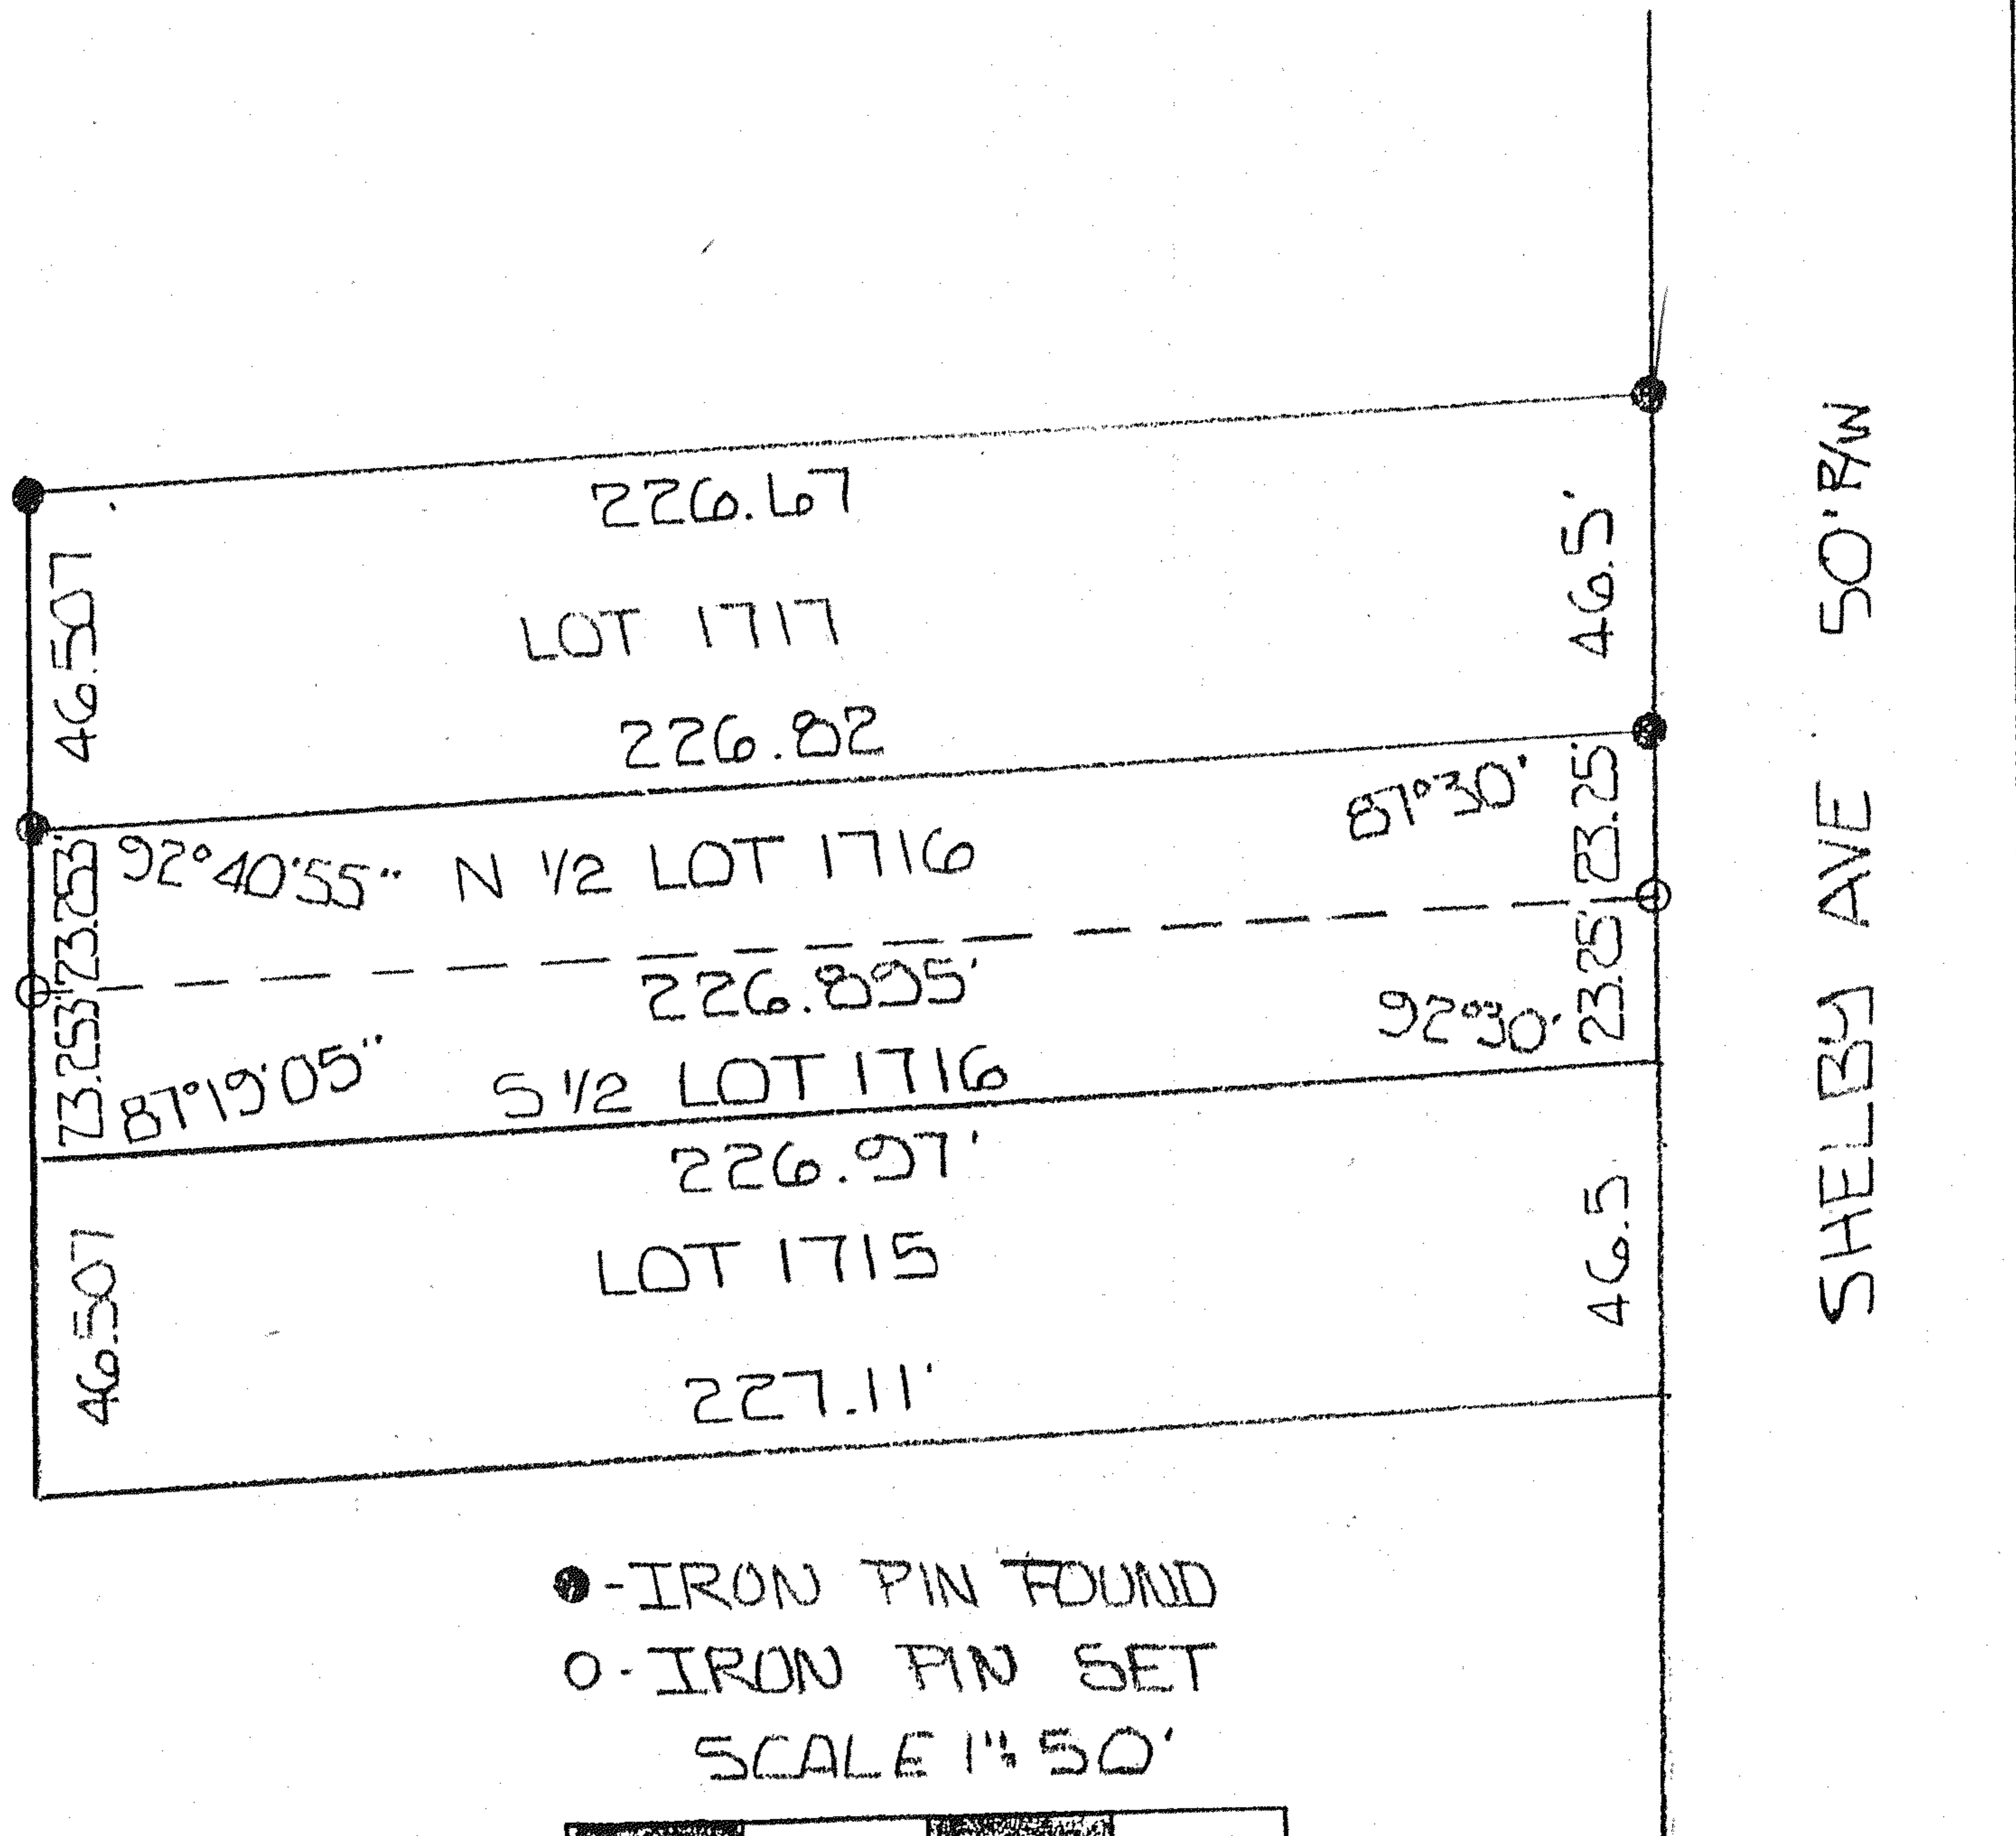 226.67
46.507
46.5'
LOT 1717
226.82
SHELBY AVE 50' R/W
92°40'55"
N 1/2 LOT 1716
87°30'
23.253'
23.25'
226.895'
23.253'
87°19'05"
S 1/2 LOT 1716
92°30'
23.25'
226.97'
46.507
LOT 1715
46.5
227.11'
●-IRON PIN FOUND
O-IRON PIN SET
SCALE 1"=50'